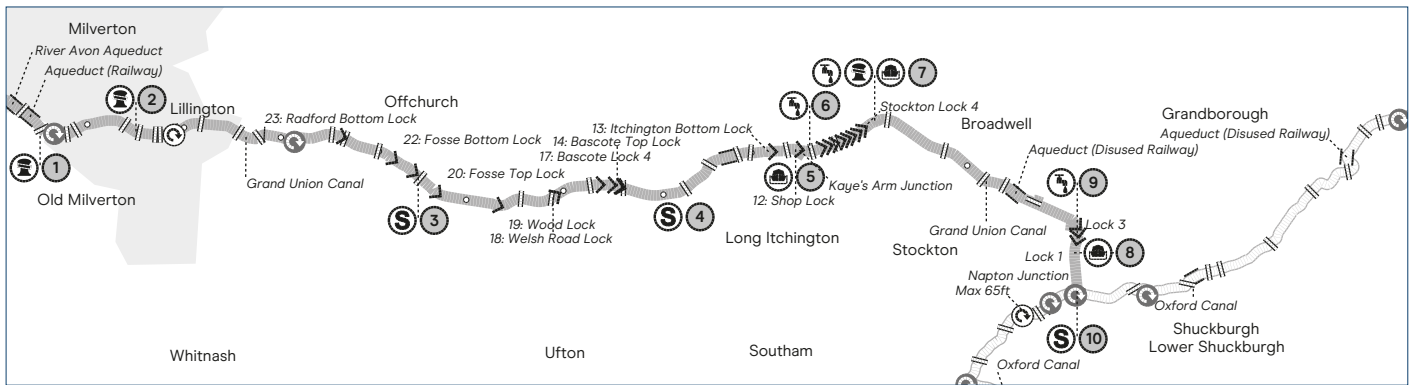 Milverton
River Avon Aqueduct
Aqueduct (Railway)
2
Lillington
1
Old Milverton
Grand Union Canal
23: Radford Bottom Lock
Offchurch
22: Fosse Bottom Lock
20: Fosse Top Lock
S 3
13: Itchington Bottom Lock
14: Bascote Top Lock
17: Bascote Lock 4
19: Wood Lock
18: Welsh Road Lock
S 4
6
7
Stockton Lock 4
5
Kaye's Arm Junction
12: Shop Lock
Long Itchington
Broadwell
Aqueduct (Disused Railway)
9
Grand Union Canal
Lock 3
Stockton
Lock 1
8
Napton Junction
Max 65ft
Grandborough
Aqueduct (Disused Railway)
Oxford Canal
Shuckburgh
Lower Shuckburgh
S 10
Oxford Canal
Whitnash
Ufton
Southam